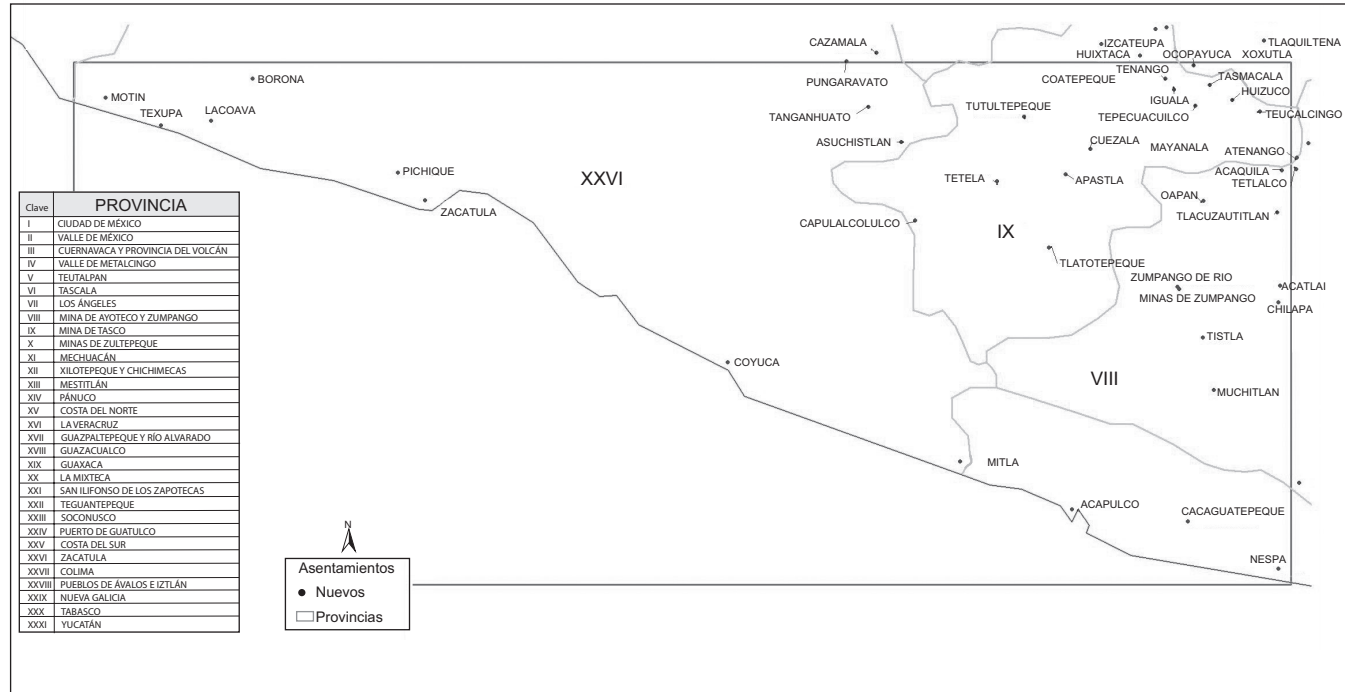 CAZAMALA
IZCATEUPA
TLAQUILTENA
HUIXTACA
OCOPAYUCA
XOXUTLA
BORONA
PUNGARAVATO
COATEPEQUE
TENANGO
TASMACALA
MOTIN
TEXUPA
LACOAVA
TANGANHUATO
TUTULTEPEQUE
IGUALA
HUIZUCO
TEPECUACUILCO
TEUCALCINGO
ASUCHISTLAN
CUEZALA
MAYANALA
ATENANGO
PICHIQUE
XXVI
TETELA
APASTLA
ACAQUILA
TETLALCO
OAPAN
ZACATULA
CAPULALCOLULCO
IX
TLACUZAUTITLAN
TLATOTEPEQUE
ZUMPANGO DE RIO
MINAS DE ZUMPANGO
ACATLAI
CHILAPA
TISTLA
COYUCA
VIII
MUCHITLAN
MITLA
ACAPULCO
CACAGUATEPEQUE
NESPA
Clave PROVINCIA
I CIUDAD DE MÉXICO
II VALLE DE MÉXICO
III CUERNAVACA Y PROVINCIA DEL VOLCÁN
IV VALLE DE METALCINGO
V TEUTALPAN
VI TASCALA
VII LOS ÁNGELES
VIII MINA DE AYOTECO Y ZUMPANGO
IX MINA DE TASCO
X MINAS DE ZULTEPEQUE
XI MECHUACÁN
XII XILOTEPEQUE Y CHICHIMECAS
XIII MESTITLÁN
XIV PÁNUCO
XV COSTA DEL NORTE
XVI LA VERACRUZ
XVII GUAZPALTEPEQUE Y RÍO ALVARADO
XVIII GUAZACUALCO
XIX GUAXACA
XX LA MIXTECA
XXI SAN ILIFONSO DE LOS ZAPOTECAS
XXII TEGUANTEPEQUE
XXIII SOCONUSCO
XXIV PUERTO DE GUATULCO
XXV COSTA DEL SUR
XXVI ZACATULA
XXVII COLIMA
XXVIII PUEBLOS DE ÁVALOS E IZTLÁN
XXIX NUEVA GALICIA
XXX TABASCO
XXXI YUCATÁN
N
Asentamientos
Nuevos
Provincias